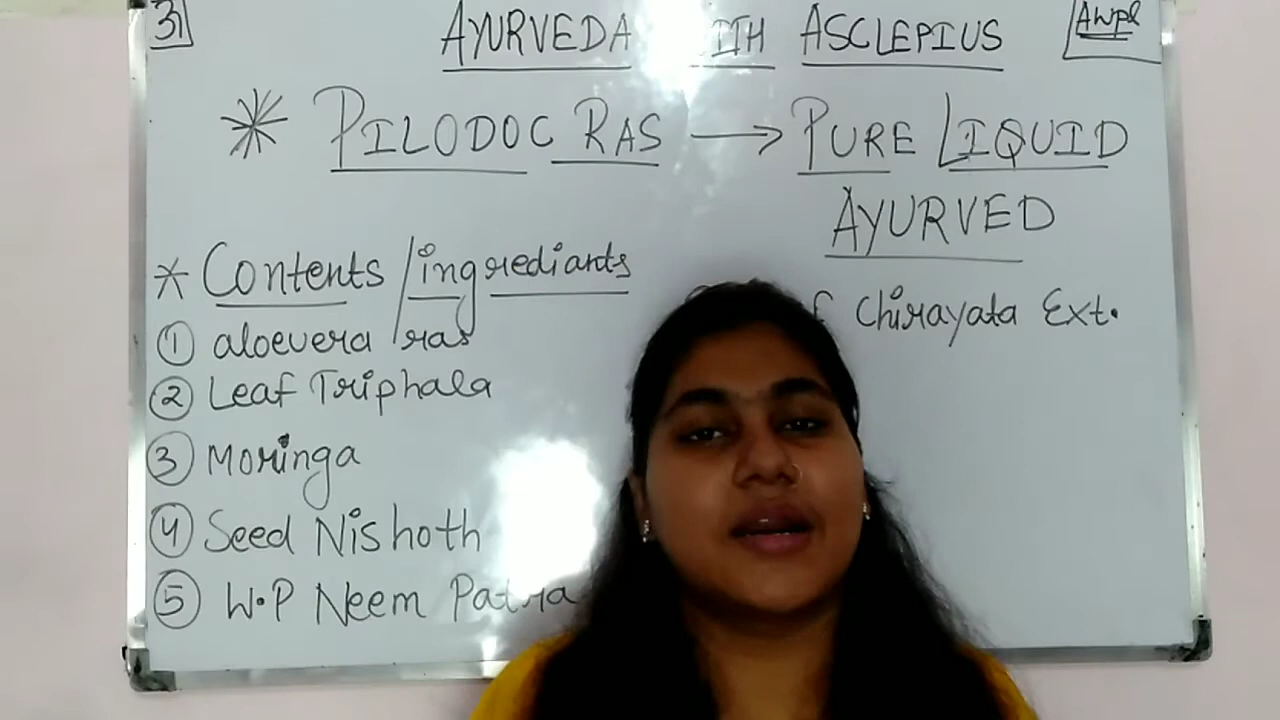 31
AYURVEDA ITH ASCLEPIUS
AWPL
* PILODOC RAS → PURE LIQUID
AYURVED
* Contents / ingrediants
① aloevera ras
② Leaf Triphala
③ Moringa
④ Seed Nishoth
⑤ W.P Neem Patra
f Chirayata Ext.